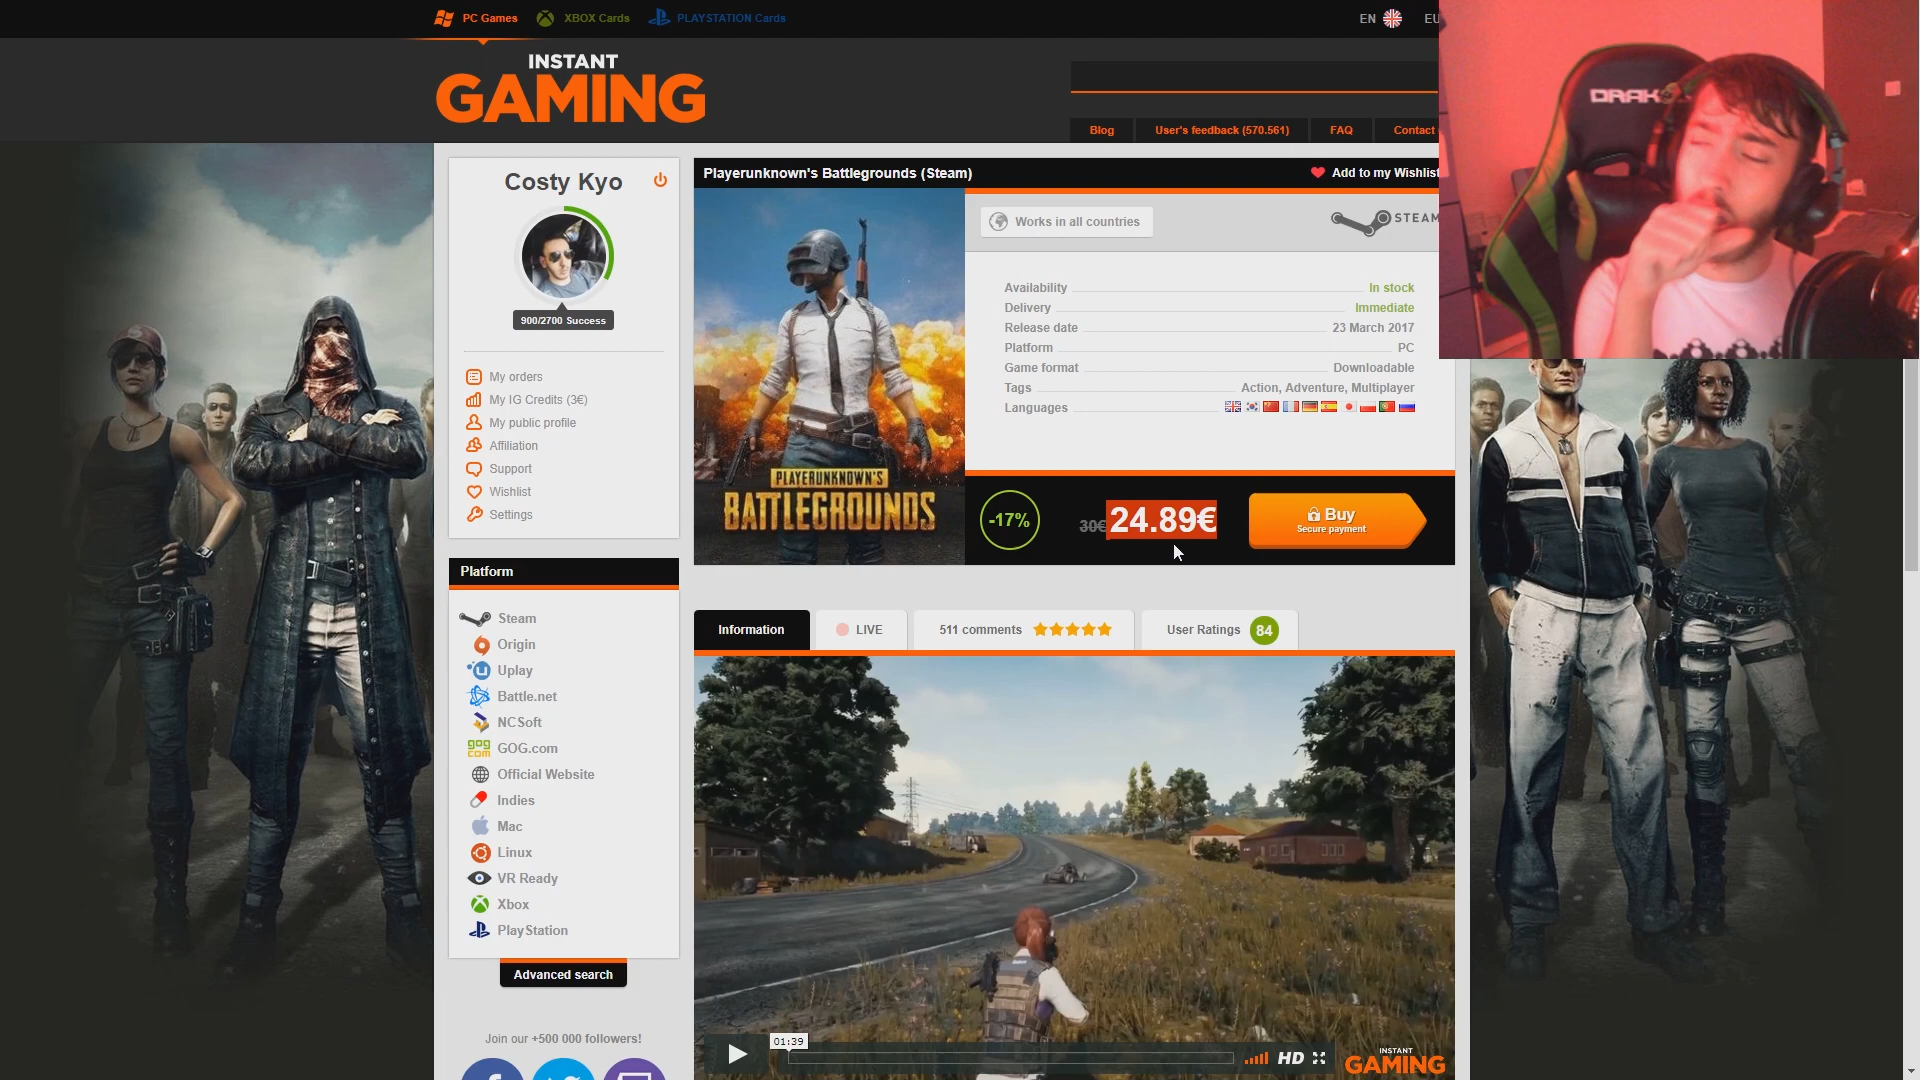 PC Games
XBOX Cards
PLAYSTATION Cards
EN
EU
INSTANT
GAMING
Blog
User's feedback (570.561)
FAQ
Contact
Costy Kyo
900/2700 Success
My orders
My IG Credits (3€)
My public profile
Affiliation
Support
Wishlist
Settings
Platform
Steam
Origin
Uplay
Battle.net
NCSoft
gog
com
GOG.com
Official Website
Indies
Mac
Linux
VR Ready
Xbox
PlayStation
Advanced search
Join our +500 000 followers!
Playerunknown's Battlegrounds (Steam)
Add to my Wishlist
PLAYERUNKNOWN'S
BATTLEGROUNDS
Works in all countries
STEAM
Availability In stock
Delivery Immediate
Release date 23 March 2017
Platform PC
Game format Downloadable
Tags Action, Adventure, Multiplayer
Languages
-17%
30€
24.89€
Buy
Secure payment
Information
LIVE
511 comments
User Ratings 84
01:39
HD
INSTANT
GAMING